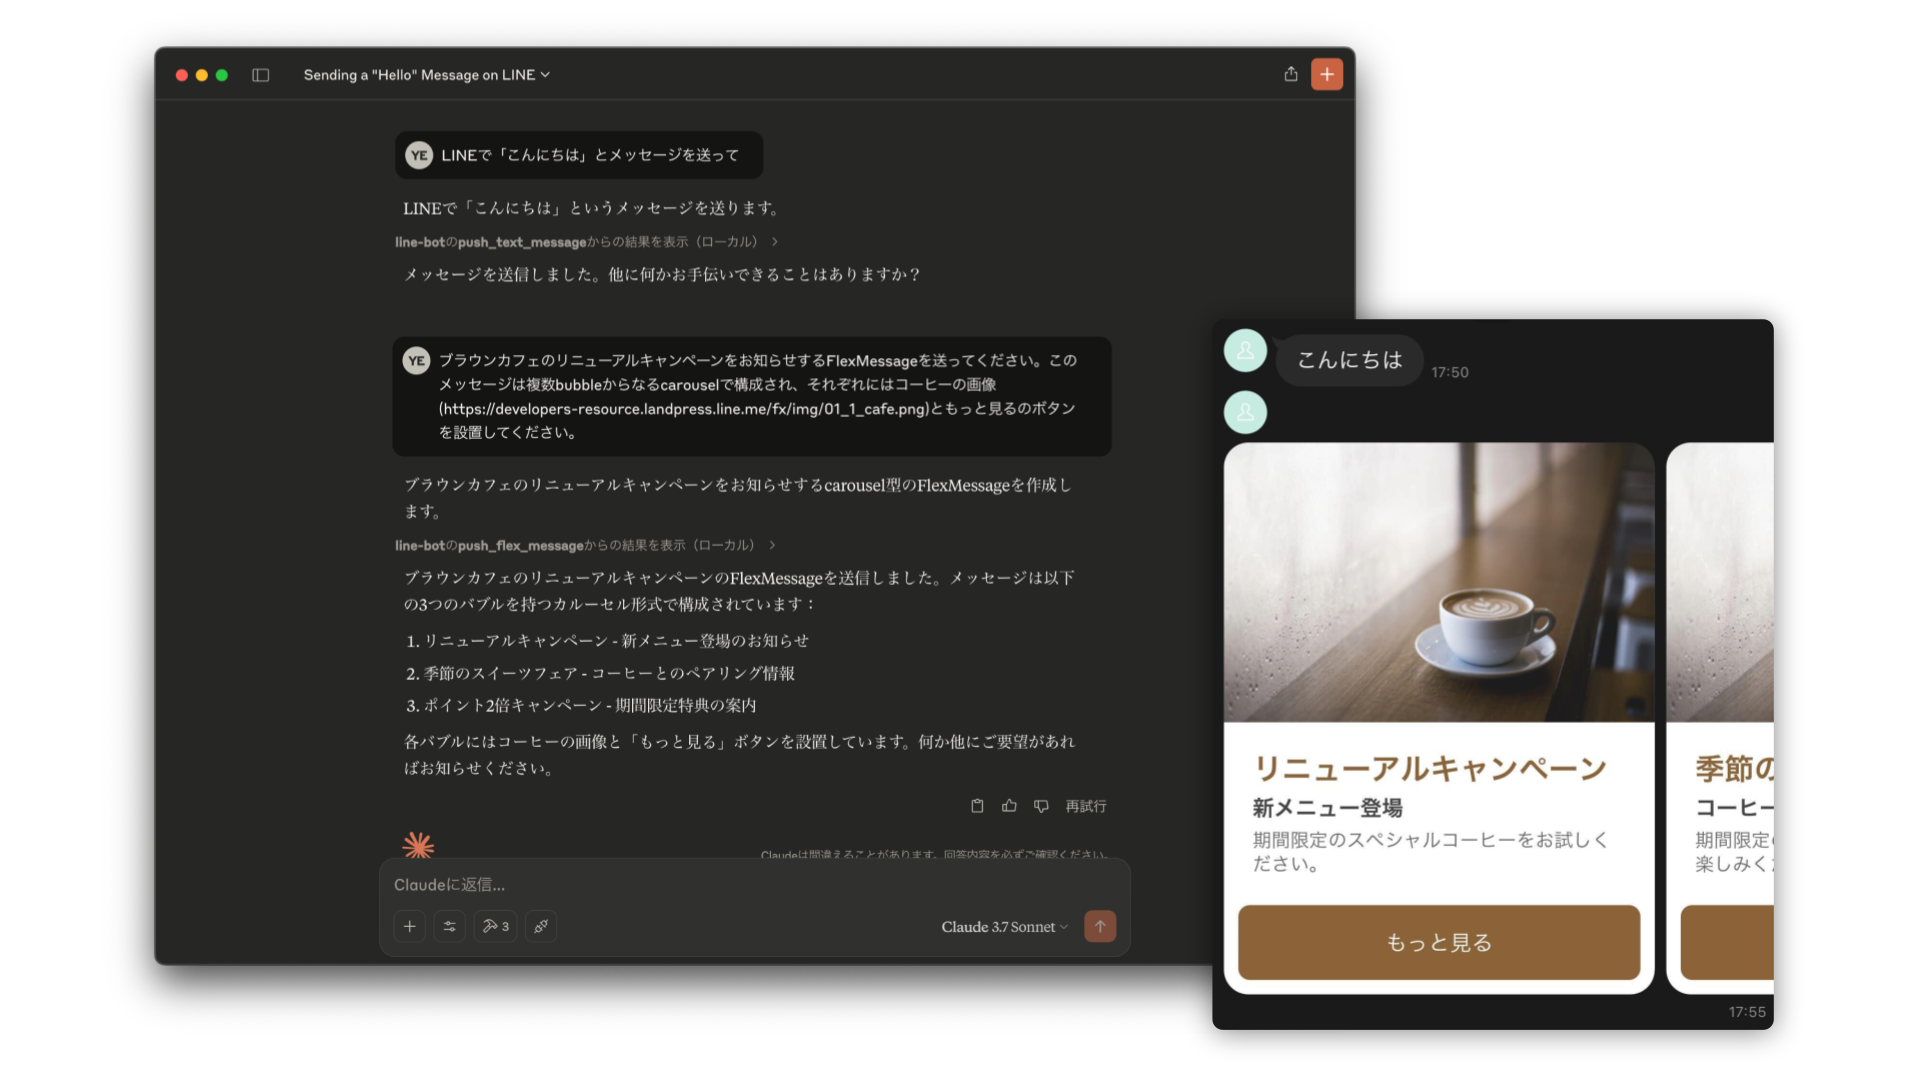 Sending a "Hello" Message on LINE
YE LINEで「こんにちは」とメッセージを送って
LINEで「こんにちは」というメッセージを送ります。
line-botのpush_text_messageからの結果を表示（ローカル）
メッセージを送信しました。他に何かお手伝いできることはありますか？
YE ブラウンカフェのリニューアルキャンペーンをお知らせするFlexMessageを送ってください。この
メッセージは複数bubbleからなるcarouselで構成され、それぞれにはコーヒーの画像
(https://developers-resource.landpress.line.me/fx/img/01_1_cafe.png)ともっと見るのボタン
を設置してください。
ブラウンカフェのリニューアルキャンペーンをお知らせするcarousel型のFlexMessageを作成し
ます。
line-botのpush_flex_messageからの結果を表示（ローカル）
ブラウンカフェのリニューアルキャンペーンのFlexMessageを送信しました。メッセージは以下
の3つのバブルを持つカルーセル形式で構成されています：
1. リニューアルキャンペーン - 新メニュー登場のお知らせ
2. 季節のスイーツフェア - コーヒーとのペアリング情報
3. ポイント2倍キャンペーン - 期間限定特典の案内
各バブルにはコーヒーの画像と「もっと見る」ボタンを設置しています。何か他にご要望があれ
ばお知らせください。
再試行
Claudeは間違えることがあります。回答内容を必ずご確認ください。
Claudeに返信...
3
Claude 3.7 Sonnet
こんにちは
17:50
リニューアルキャンペーン
新メニュー登場
期間限定のスペシャルコーヒーをお試しく
ださい。
もっと見る
季節の
コーヒー
期間限定
楽しみく
17:55